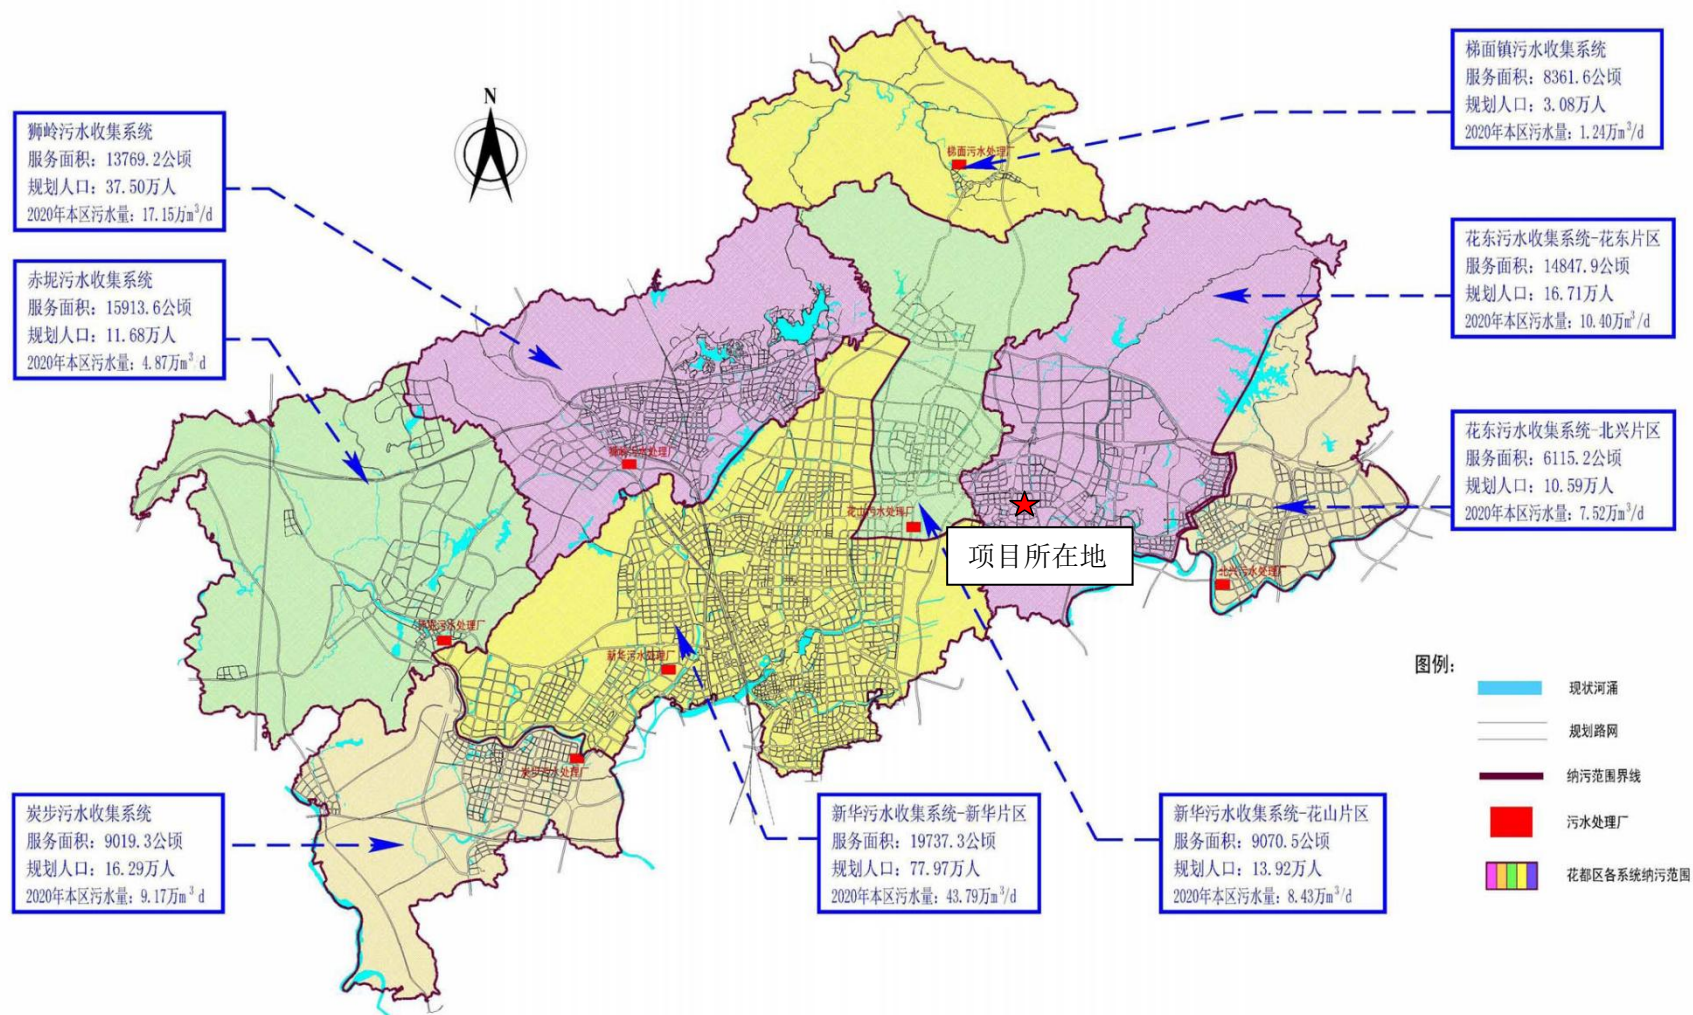 梯面镇污水收集系统
服务面积：8361.6公顷
规划人口：3.08万人
2020年本区污水量：1.24万m³/d
N
狮岭污水收集系统
服务面积：13769.2公顷
规划人口：37.50万人
2020年本区污水量：17.15万m³/d
梯面污水处理厂
花东污水收集系统-花东片区
服务面积：14847.9公顷
规划人口：16.71万人
2020年本区污水量：10.40万m³/d
赤坭污水收集系统
服务面积：15913.6公顷
规划人口：11.68万人
2020年本区污水量：4.87万m³/d
花东污水收集系统-北兴片区
服务面积：6115.2公顷
规划人口：10.59万人
2020年本区污水量：7.52万m³/d
狮岭污水处理厂
花山污水处理厂
项目所在地
北兴污水处理厂
赤坭污水处理厂
新华污水处理厂
炭步污水处理厂
图例：
现状河涌
规划路网
纳污范围界线
污水处理厂
花都区各系统纳污范围
炭步污水收集系统
服务面积：9019.3公顷
规划人口：16.29万人
2020年本区污水量：9.17万m³/d
新华污水收集系统-新华片区
服务面积：19737.3公顷
规划人口：77.97万人
2020年本区污水量：43.79万m³/d
新华污水收集系统-花山片区
服务面积：9070.5公顷
规划人口：13.92万人
2020年本区污水量：8.43万m³/d